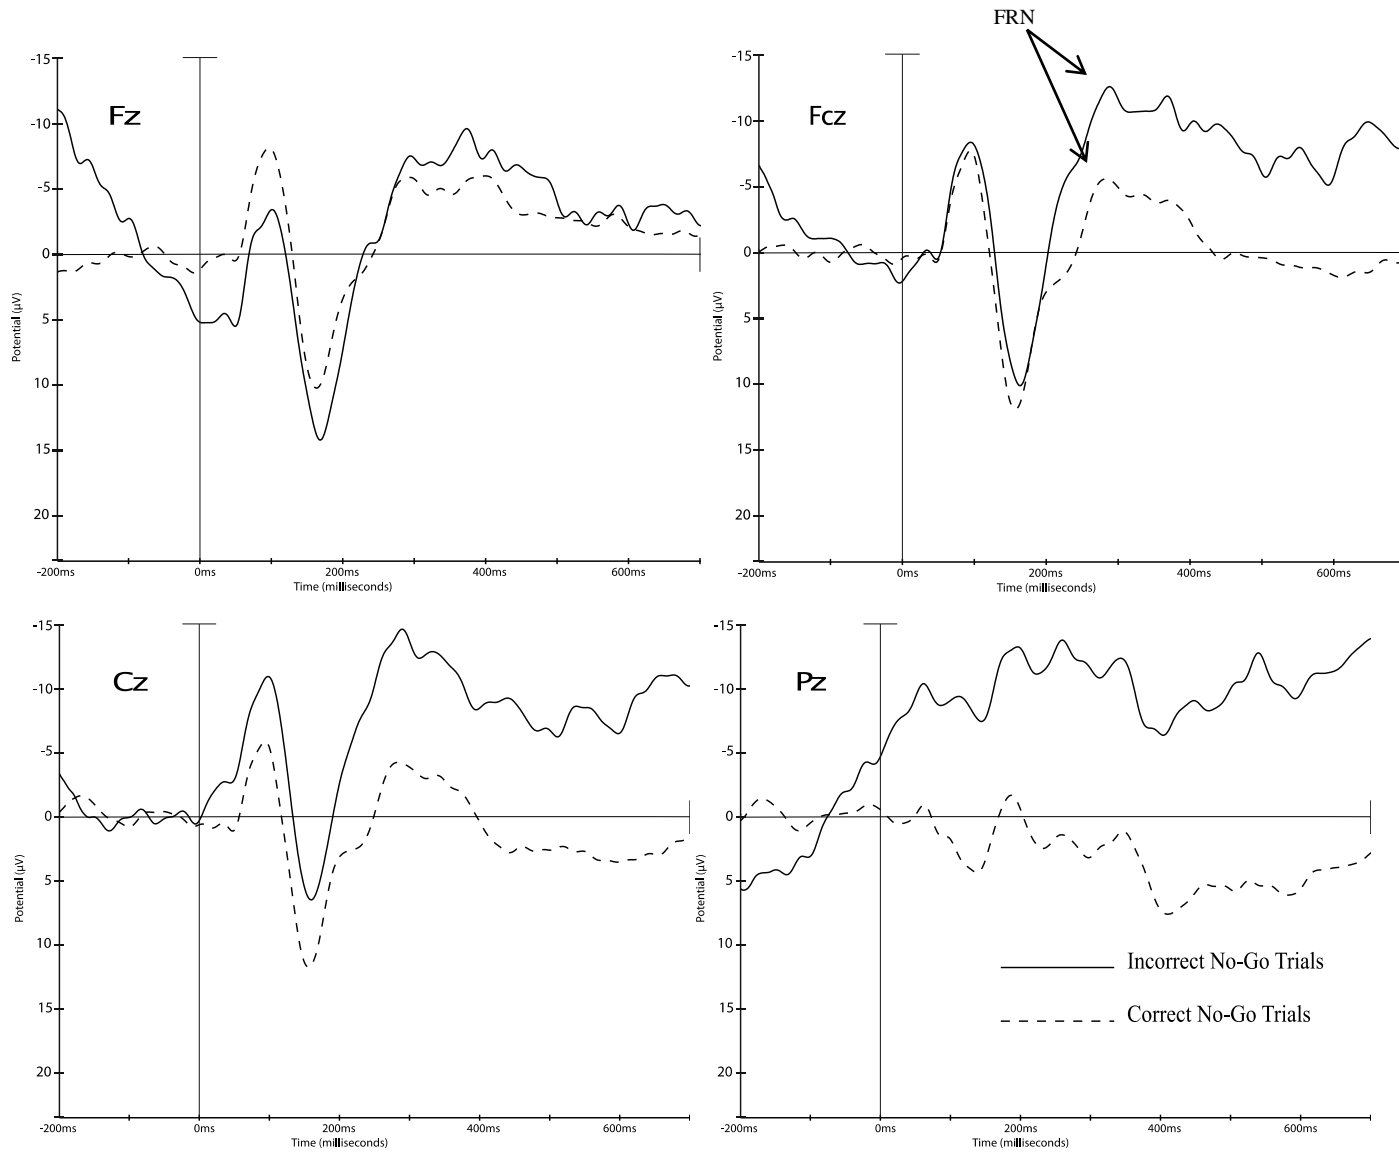 FRN
-15
-10
-5
0
5
10
15
20
Potential (µV)
Fz
-200ms
0ms
200ms
400ms
600ms
Time (milliseconds)
-15
-10
-5
0
5
10
15
20
Potential (µV)
Fcz
-200ms
0ms
200ms
400ms
600ms
Time (milliseconds)
-15
-10
-5
0
5
10
15
20
Potential (µV)
Cz
-200ms
0ms
200ms
400ms
600ms
Time (milliseconds)
-15
-10
-5
0
5
10
15
20
Potential (µV)
Pz
Incorrect No-Go Trials
Correct No-Go Trials
-200ms
0ms
200ms
400ms
600ms
Time (milliseconds)